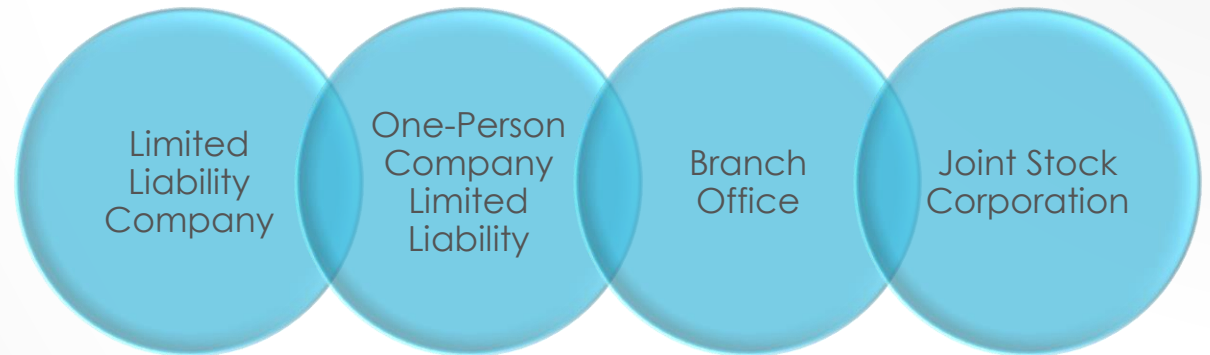 Limited
Liability
Company
One-Person
Company
Limited
Liability
Branch
Office
Joint Stock
Corporation